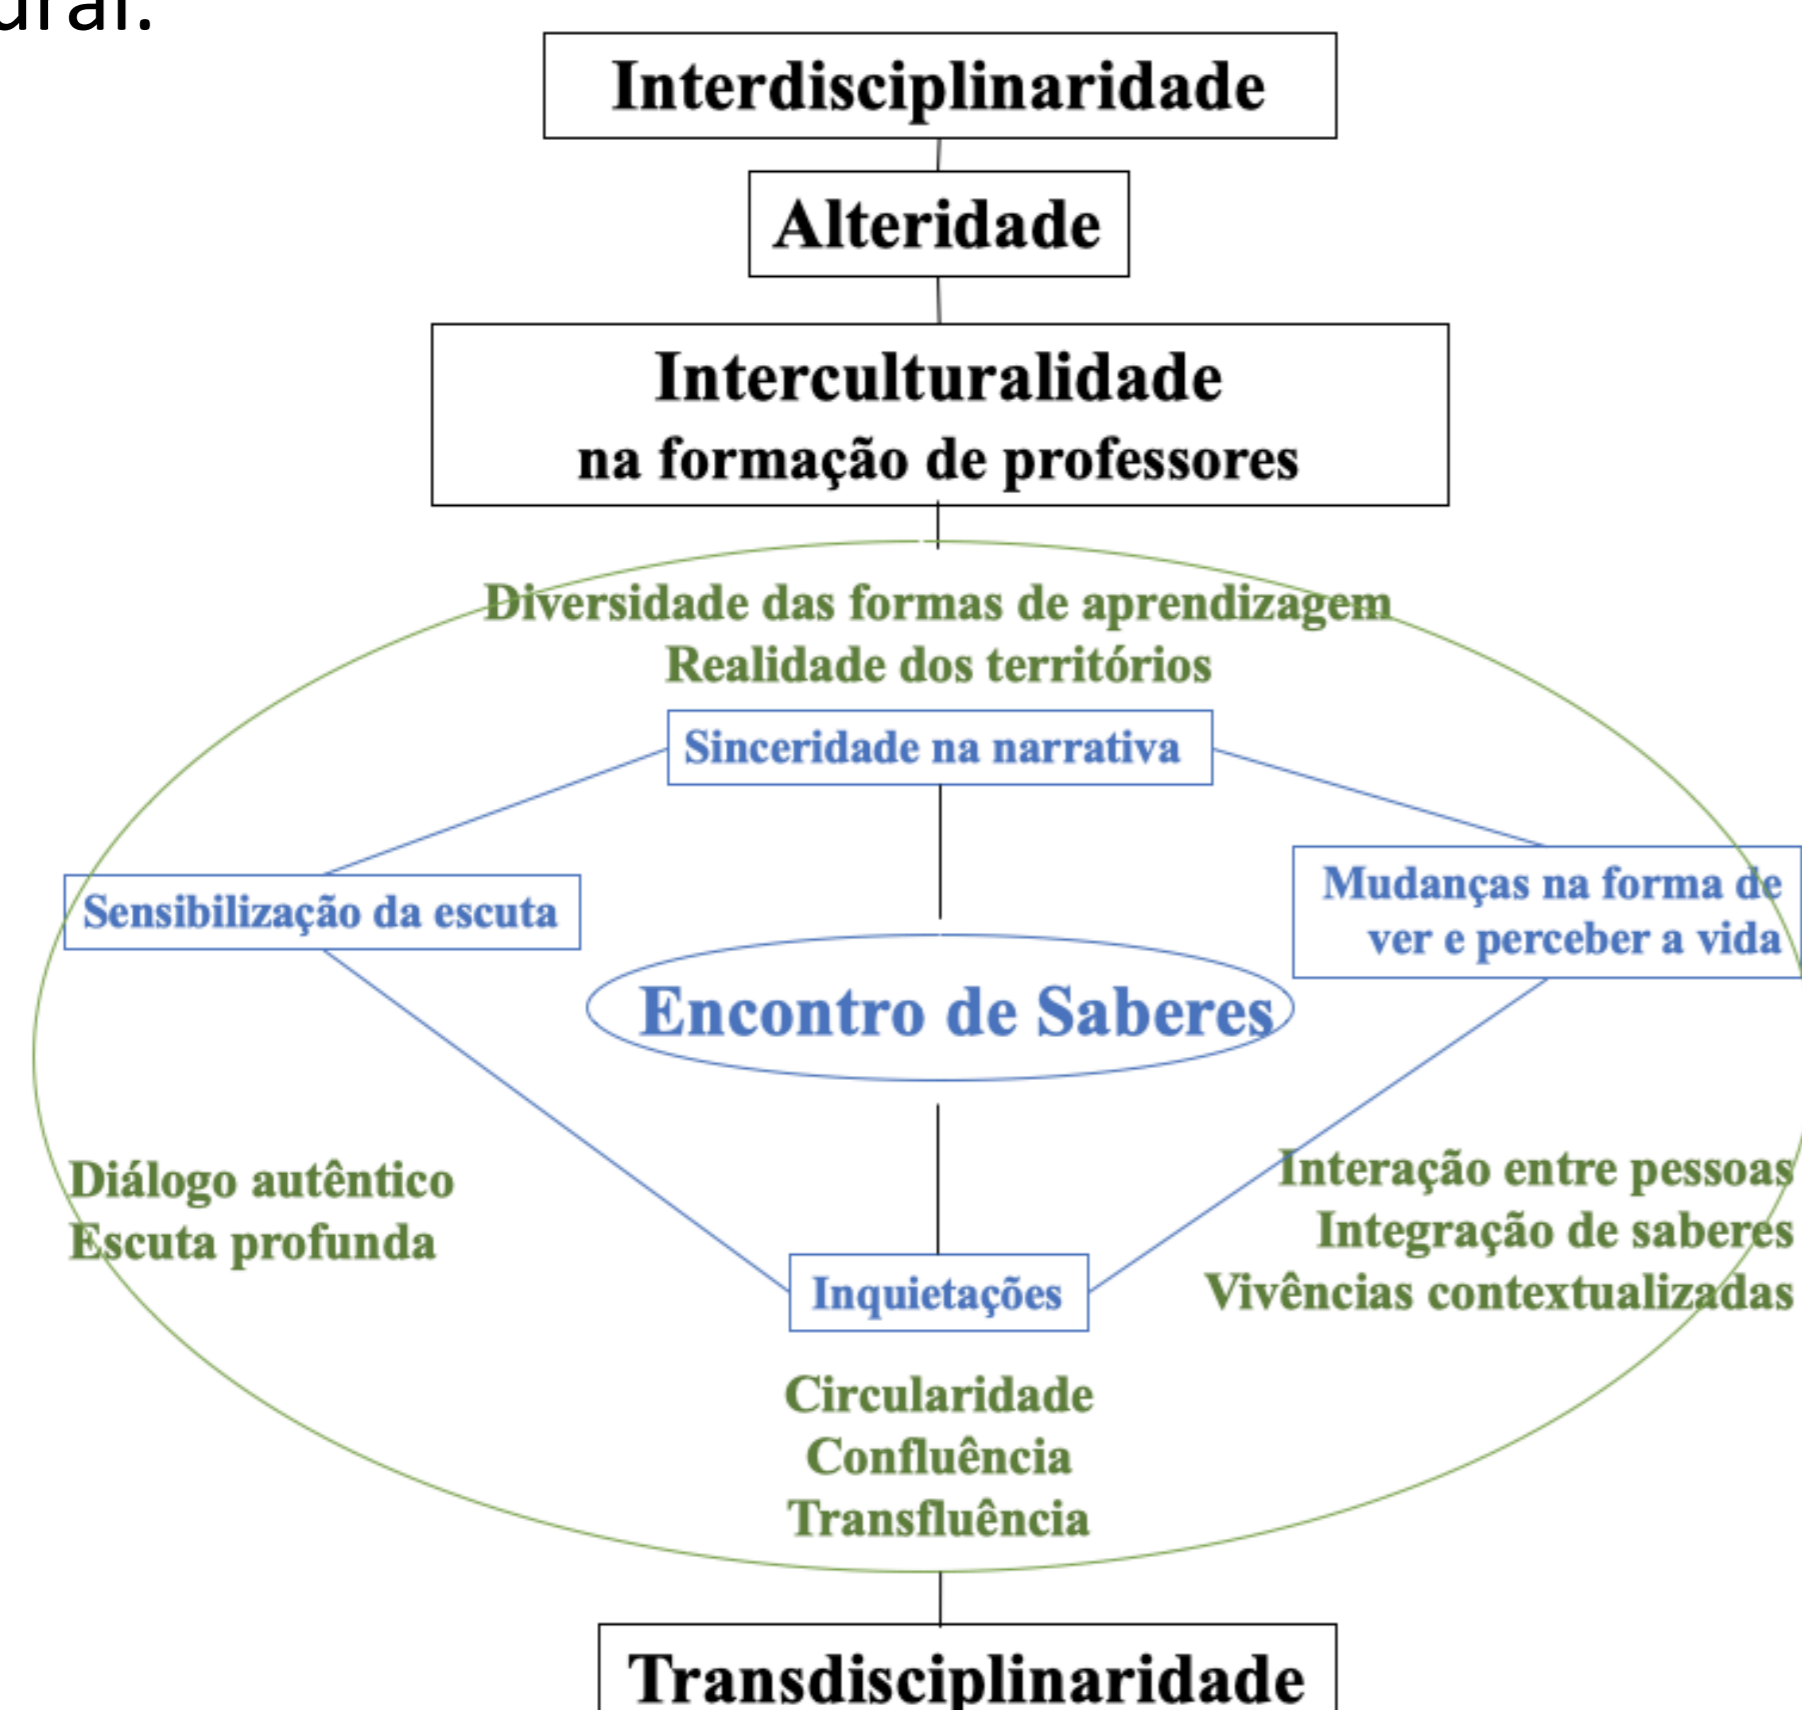 Interdisciplinaridade
Alteridade
Interculturalidade
na formação de professores
Diversidade das formas de aprendizagem
Realidade dos territórios
Sinceridade na narrativa
Sensibilização da escuta
Mudanças na forma de
ver e perceber a vida
Encontro de Saberes
Diálogo autêntico
Escuta profunda
Interação entre pessoas
Integração de saberes
Vivências contextualizadas
Inquietações
Circularidade
Confluência
Transfluência
Transdisciplinaridade